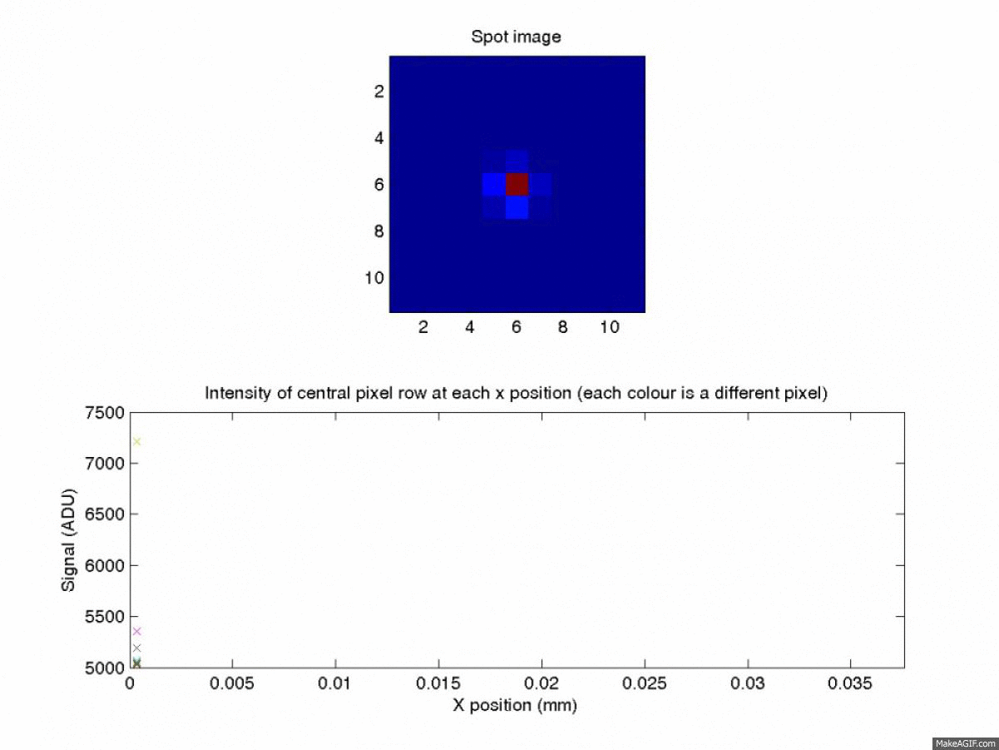 Spot image
2
4
6
8
10
2 4 6 8 10
Intensity of central pixel row at each x position (each colour is a different pixel)
7500
7000
6500
6000
5500
5000
Signal (ADU)
0 0.005 0.01 0.015 0.02 0.025 0.03 0.035
X position (mm)
MakeAGIF.com